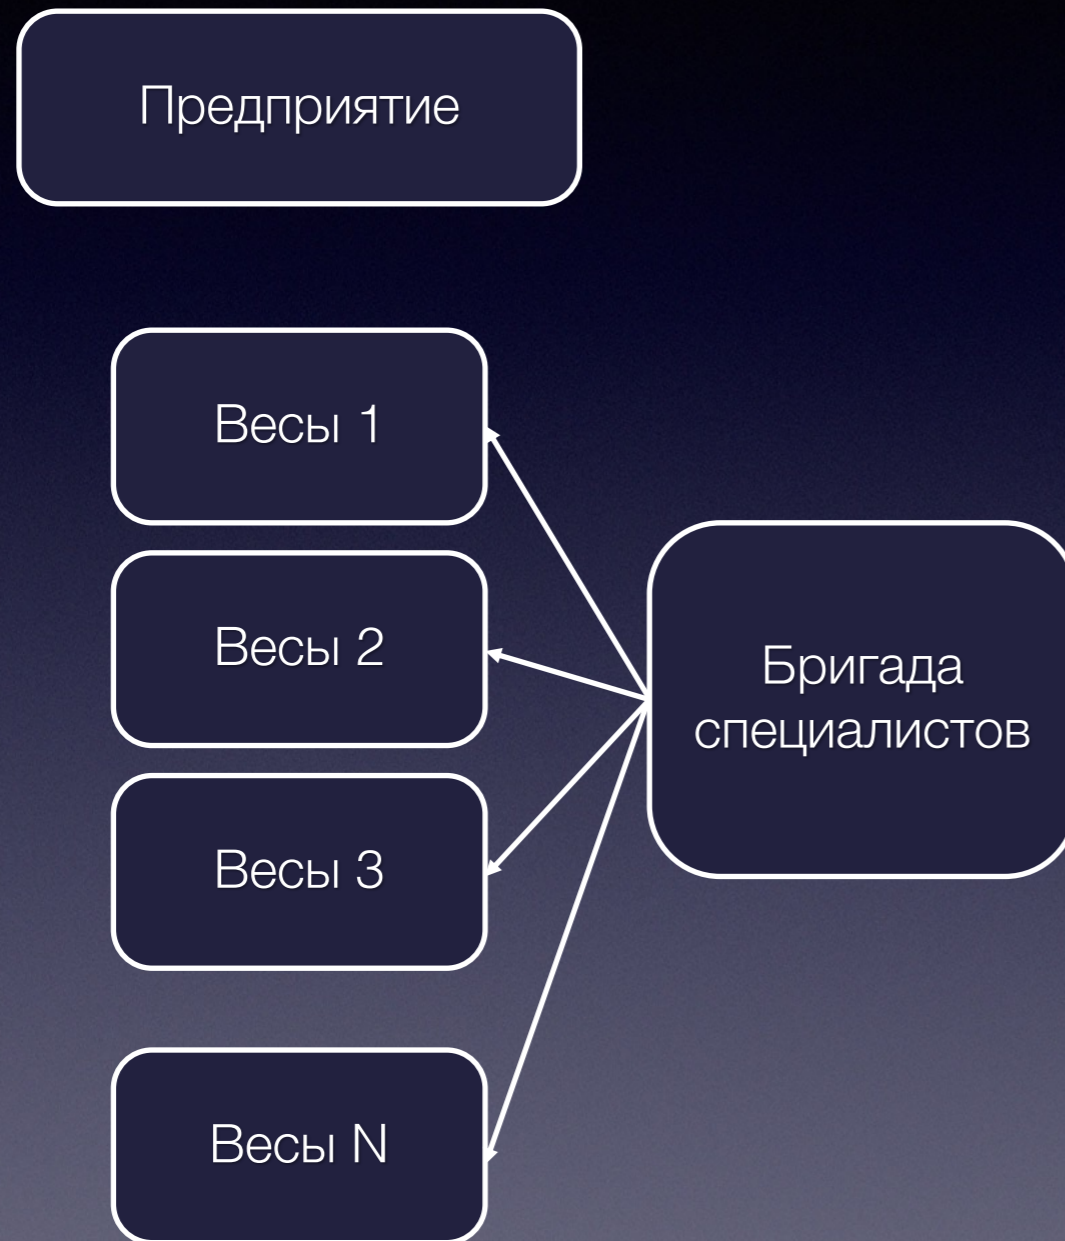 Предприятие
Весы 1
Весы 2
Бригада
специалистов
Весы 3
Весы N